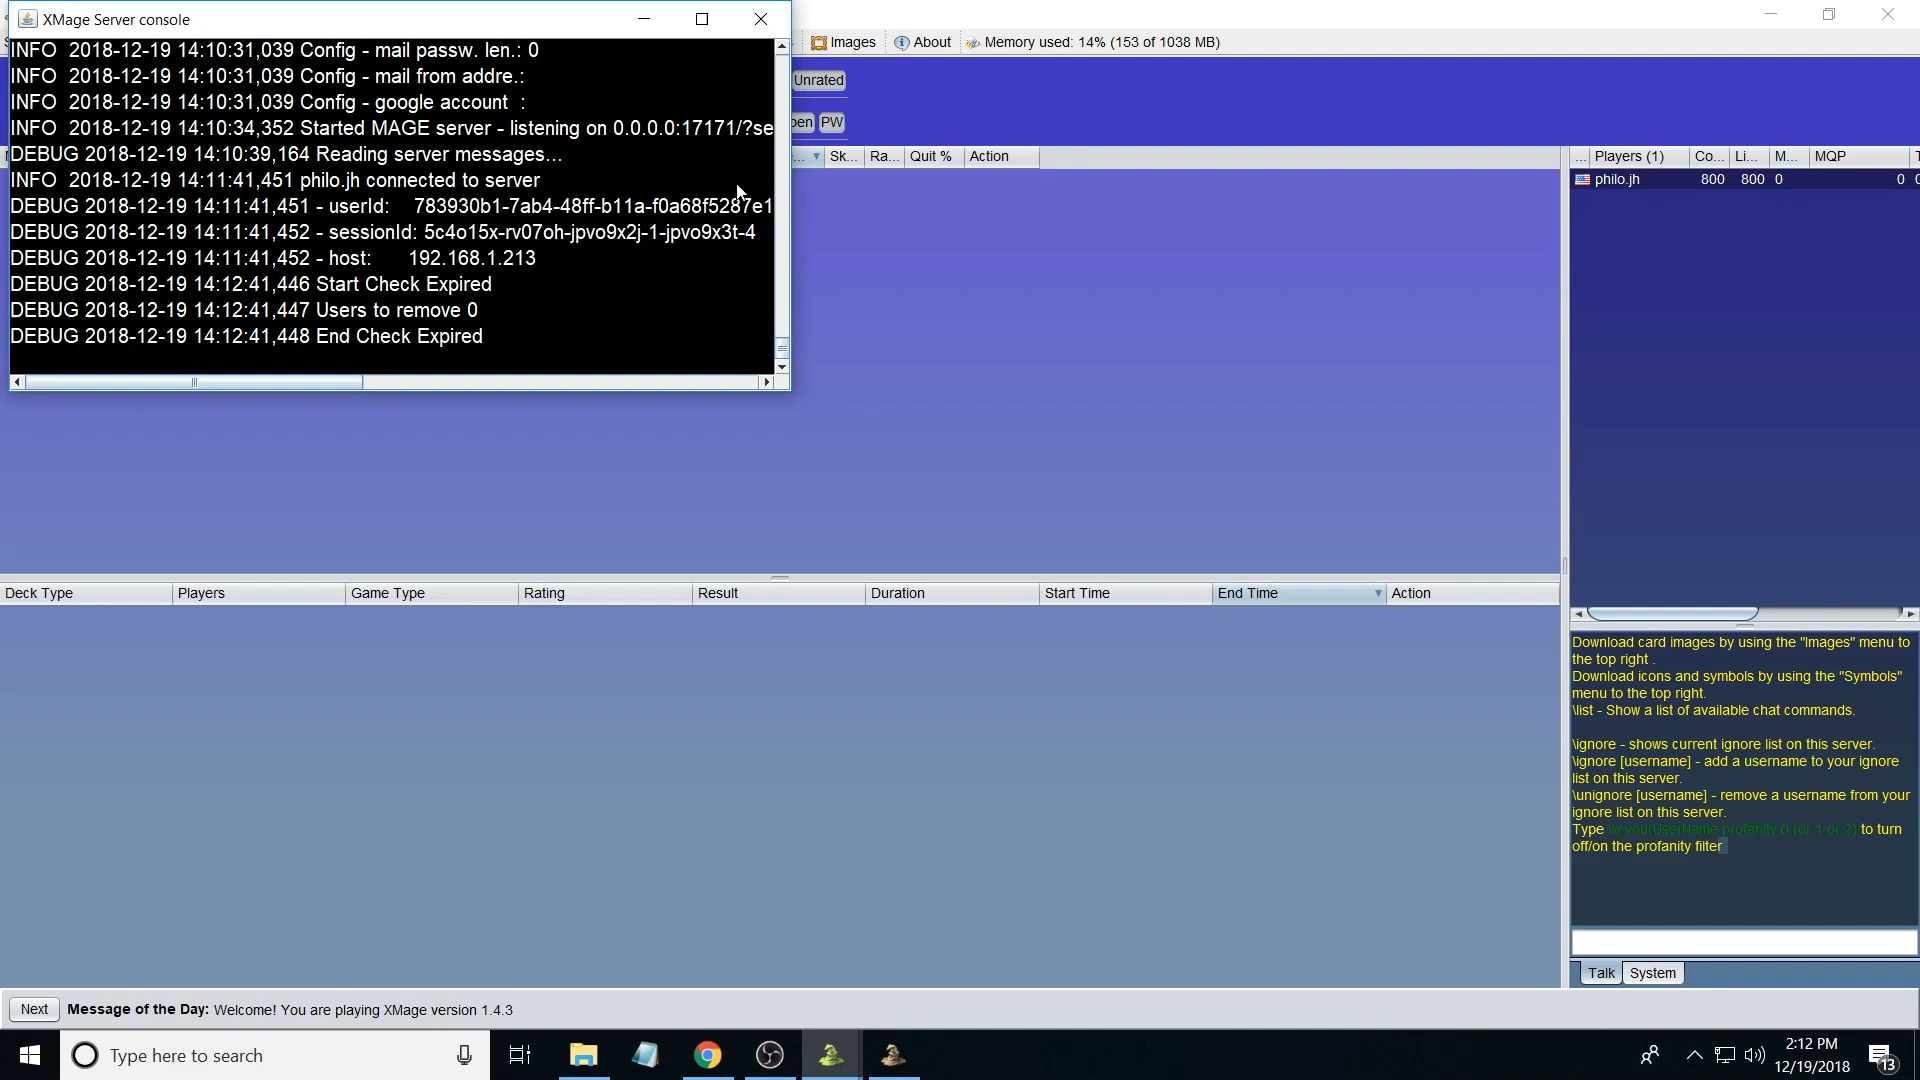 XMage Server console
INFO  2018-12-19 14:10:31,039 Config - mail passw. len.: 0
INFO  2018-12-19 14:10:31,039 Config - mail from addre.:
INFO  2018-12-19 14:10:31,039 Config - google account  :
INFO  2018-12-19 14:10:34,352 Started MAGE server - listening on 0.0.0.0:17171/?se
DEBUG 2018-12-19 14:10:39,164 Reading server messages...
INFO  2018-12-19 14:11:41,451 philo.jh connected to server
DEBUG 2018-12-19 14:11:41,451 - userId:    783930b1-7ab4-48ff-b11a-f0a68f5287e1
DEBUG 2018-12-19 14:11:41,452 - sessionId: 5c4o15x-rv07oh-jpvo9x2j-1-jpvo9x3t-4
DEBUG 2018-12-19 14:11:41,452 - host:      192.168.1.213
DEBUG 2018-12-19 14:12:41,446 Start Check Expired
DEBUG 2018-12-19 14:12:41,447 Users to remove 0
DEBUG 2018-12-19 14:12:41,448 End Check Expired
Images About Memory used: 14% (153 of 1038 MB)
Unrated
pen PW
... Sk... Ra... Quit % Action
... Players (1) Co... Li... M... MQP
philo.jh 800 800 0 0
Deck Type Players Game Type Rating Result Duration Start Time End Time Action
Download card images by using the "Images" menu to
the top right .
Download icons and symbols by using the "Symbols"
menu to the top right.
\list - Show a list of available chat commands.
\ignore - shows current ignore list on this server.
\ignore [username] - add a username to your ignore
list on this server.
\unignore [username] - remove a username from your
ignore list on this server.
Type \w yourUserName profanity 0 (or 1 or 2) to turn
off/on the profanity filter
Talk System
Next Message of the Day: Welcome! You are playing XMage version 1.4.3
Type here to search
2:12 PM
12/19/2018
13